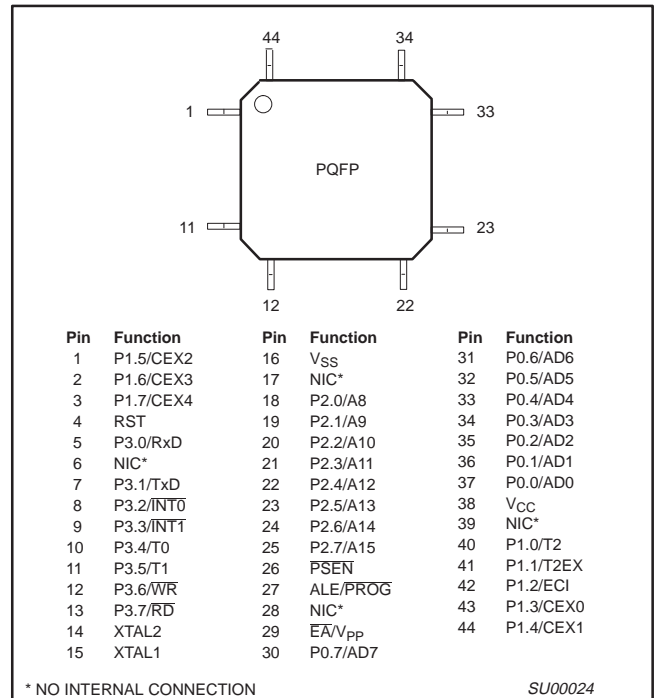 44 34
1 33
PQFP
11 23
12 22
Pin Function Pin Function Pin Function
1 P1.5/CEX2 16 VSS 31 P0.6/AD6
2 P1.6/CEX3 17 NIC* 32 P0.5/AD5
3 P1.7/CEX4 18 P2.0/A8 33 P0.4/AD4
4 RST 19 P2.1/A9 34 P0.3/AD3
5 P3.0/RxD 20 P2.2/A10 35 P0.2/AD2
6 NIC* 21 P2.3/A11 36 P0.1/AD1
7 P3.1/TxD 22 P2.4/A12 37 P0.0/AD0
8 P3.2/I̅N̅T̅0̅ 23 P2.5/A13 38 VCC
9 P3.3/I̅N̅T̅1̅ 24 P2.6/A14 39 NIC*
10 P3.4/T0 25 P2.7/A15 40 P1.0/T2
11 P3.5/T1 26 P̅S̅E̅N̅ 41 P1.1/T2EX
12 P3.6/W̅R̅ 27 ALE/P̅R̅O̅G̅ 42 P1.2/ECI
13 P3.7/R̅D̅ 28 NIC* 43 P1.3/CEX0
14 XTAL2 29 E̅A̅/VPP 44 P1.4/CEX1
15 XTAL1 30 P0.7/AD7
* NO INTERNAL CONNECTION SU00024